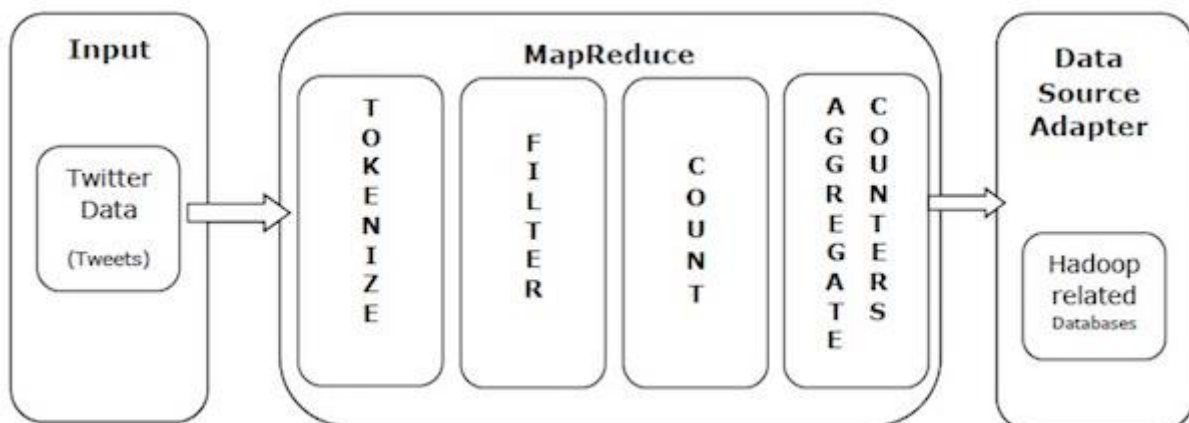 Input
Twitter
Data
(Tweets)
MapReduce
TOKENIZE
FILTER
COUNT
AGGREGATE
COUNTERS
Data
Source
Adapter
Hadoop
related
Databases